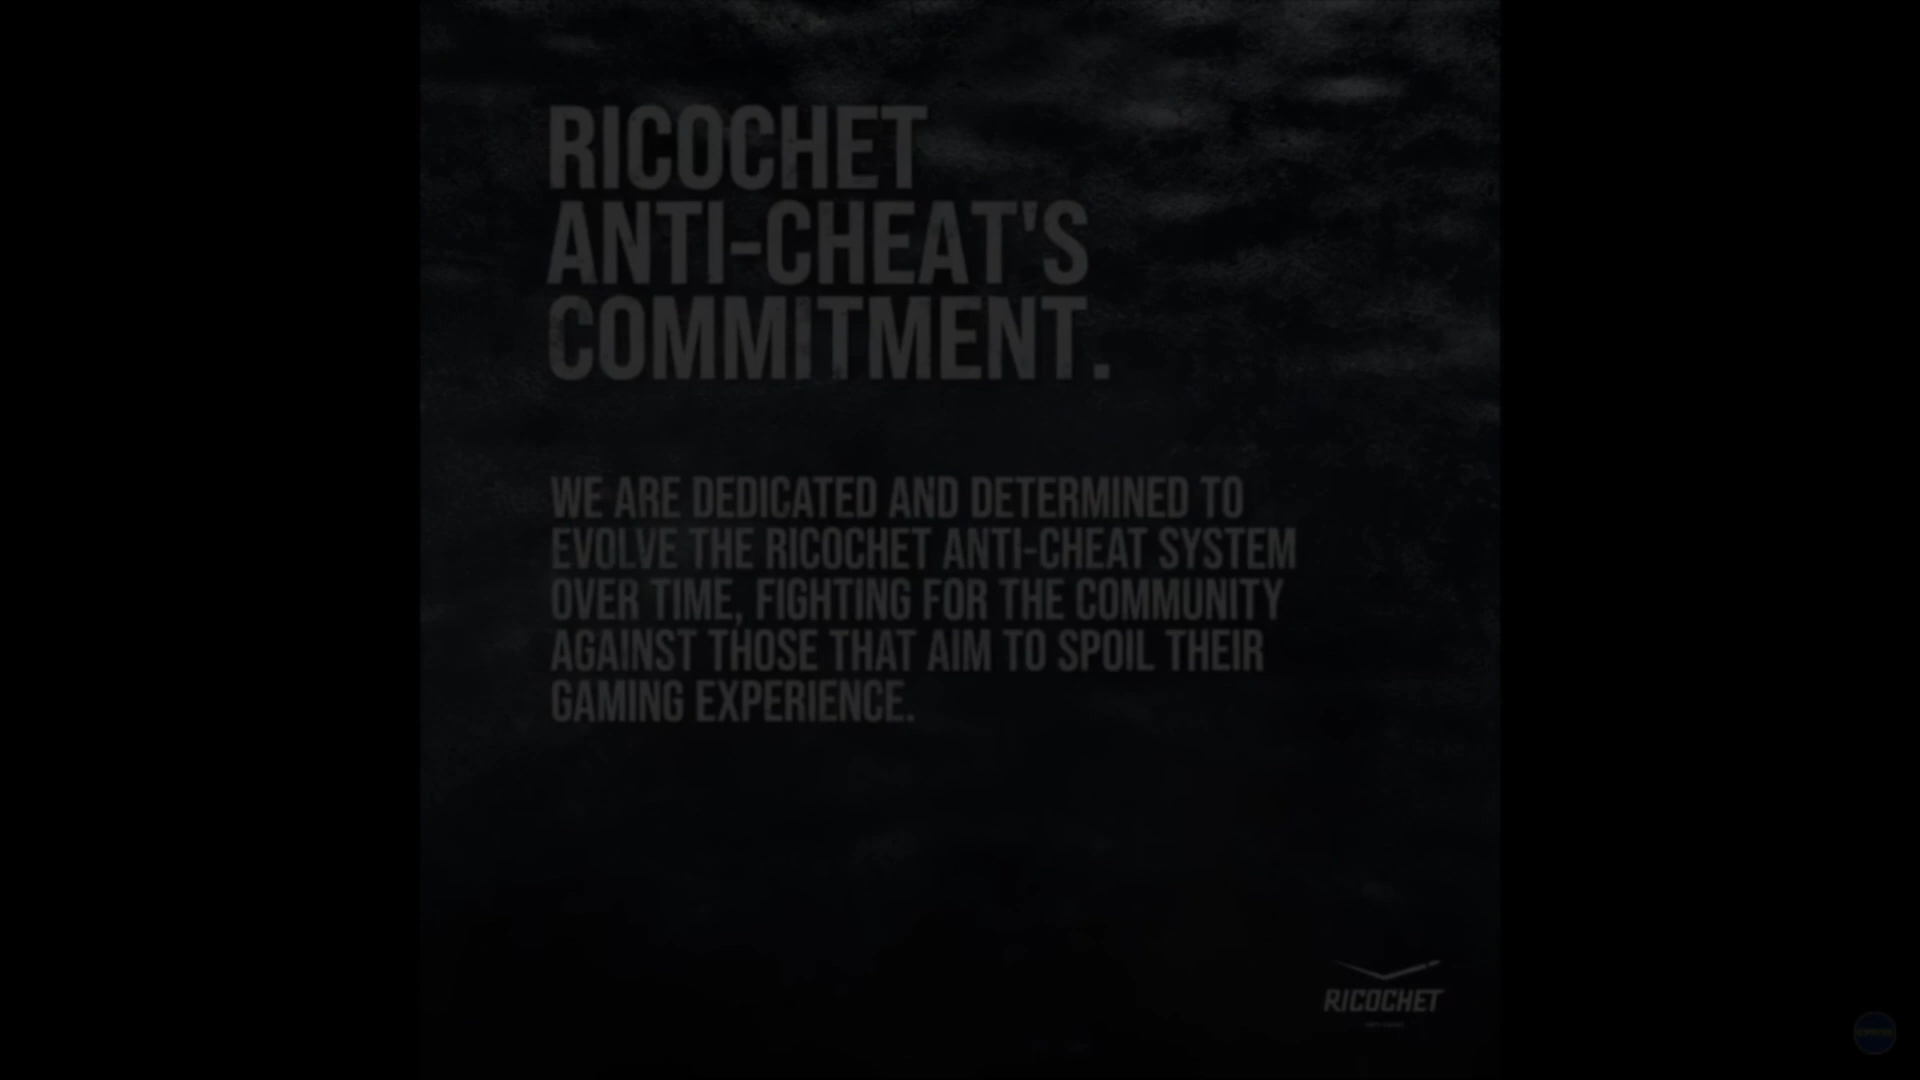 RICOCHET
ANTI-CHEAT'S
COMMITMENT.
WE ARE DEDICATED AND DETERMINED TO
EVOLVE THE RICOCHET ANTI-CHEAT SYSTEM
OVER TIME, FIGHTING FOR THE COMMUNITY
AGAINST THOSE THAT AIM TO SPOIL THEIR
GAMING EXPERIENCE.
RICOCHET